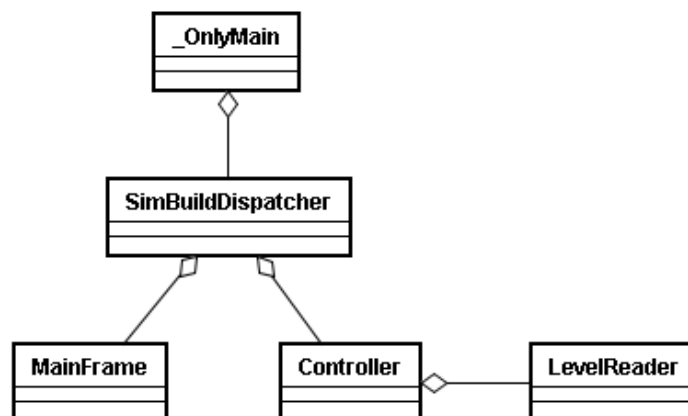 _OnlyMain
SimBuildDispatcher
MainFrame
Controller
LevelReader